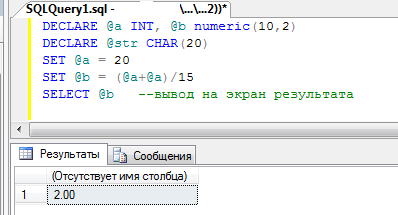 SQLQuery1.sql - \...\...2))*
DECLARE @a INT, @b numeric(10,2)
DECLARE @str CHAR(20)
SET @a = 20
SET @b = (@a+@a)/15
SELECT @b --вывод на экран результата
Результаты Сообщения
(Отсутствует имя столбца)
1 2.00